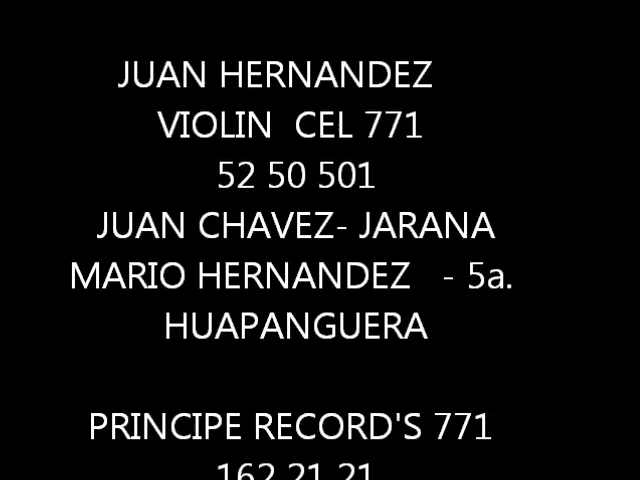 JUAN HERNANDEZ
VIOLIN  CEL 771
52 50 501
JUAN CHAVEZ- JARANA
MARIO HERNANDEZ   - 5a.
HUAPANGUERA
PRINCIPE RECORD'S 771
162 21 21